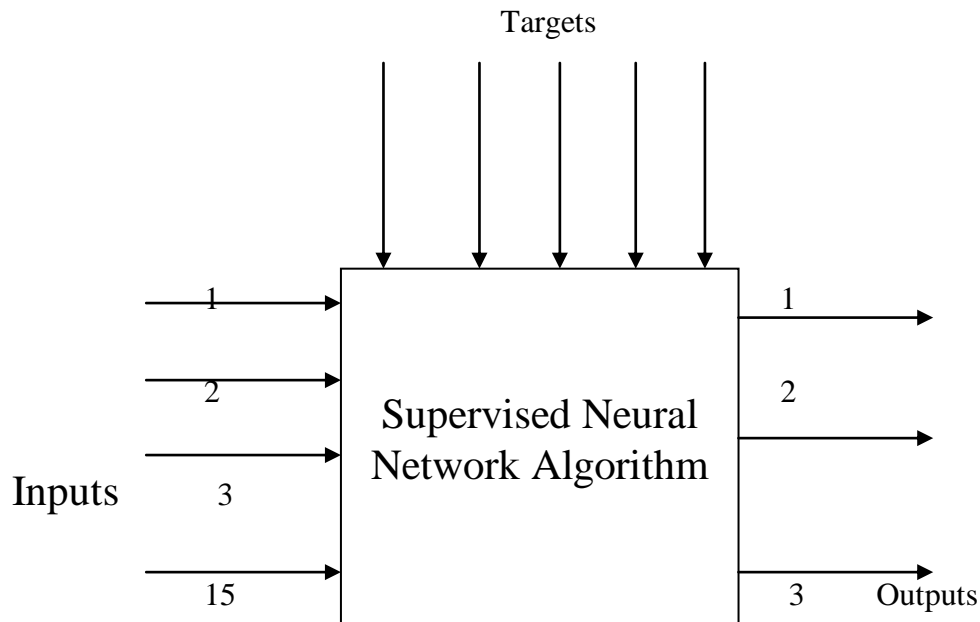 Targets
1
1
2
2
Supervised Neural
Network Algorithm
Inputs
3
15
3
Outputs